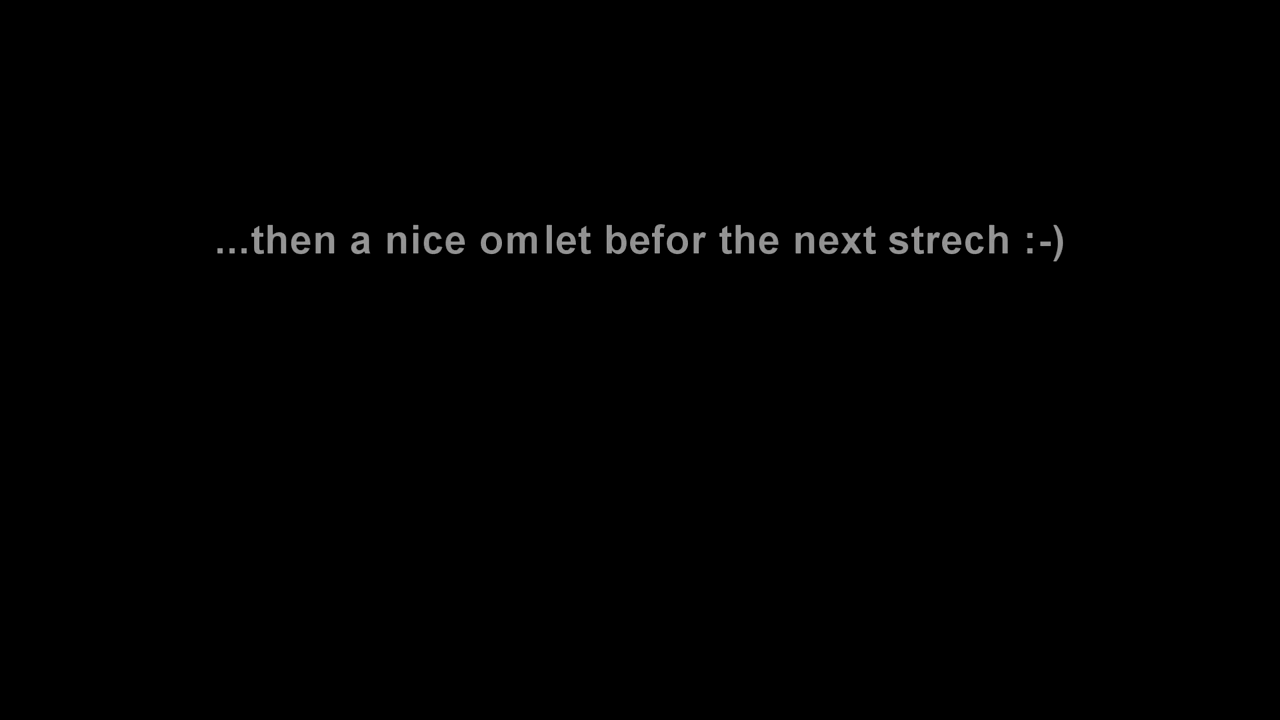 ...then a nice omlet befor the next strech :-)